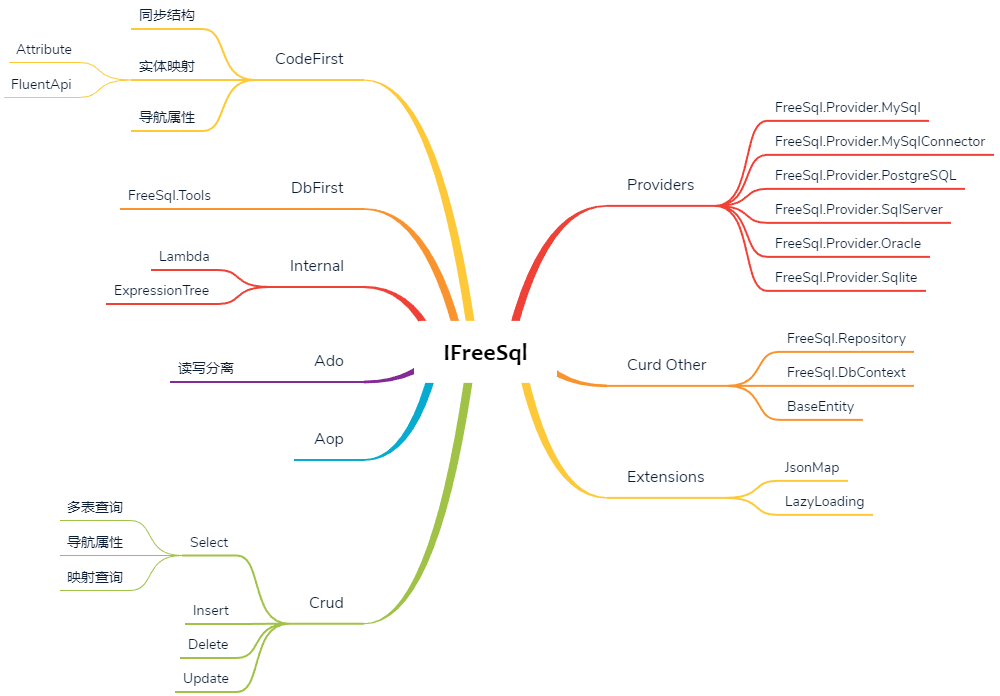 IFreeSql
CodeFirst
同步结构
实体映射
Attribute
FluentApi
导航属性
DbFirst
FreeSql.Tools
Internal
Lambda
ExpressionTree
Ado
读写分离
Aop
Crud
Select
多表查询
导航属性
映射查询
Insert
Delete
Update
Providers
FreeSql.Provider.MySql
FreeSql.Provider.MySqlConnector
FreeSql.Provider.PostgreSQL
FreeSql.Provider.SqlServer
FreeSql.Provider.Oracle
FreeSql.Provider.Sqlite
Curd Other
FreeSql.Repository
FreeSql.DbContext
BaseEntity
Extensions
JsonMap
LazyLoading